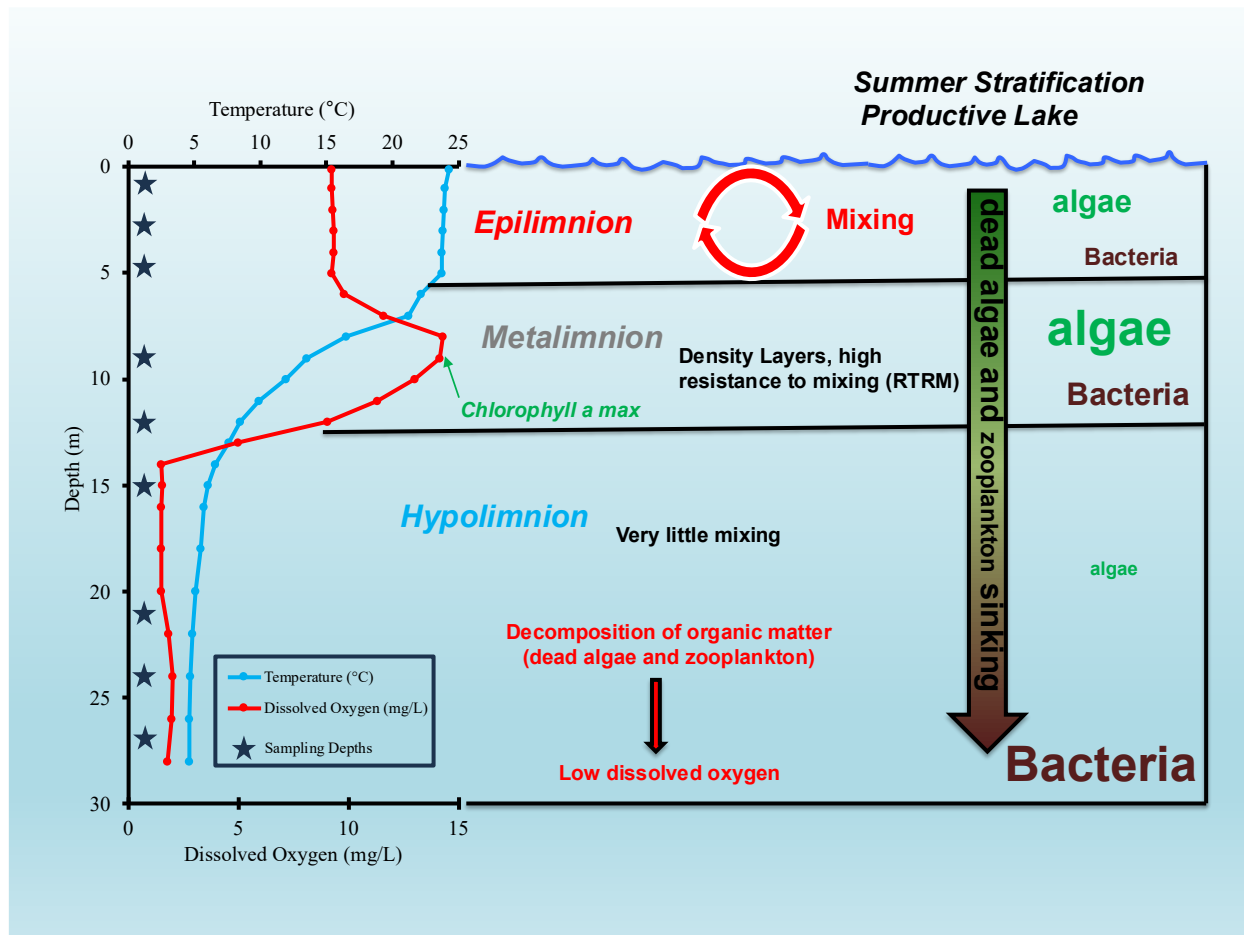 Summer Stratification
Productive Lake
Temperature (°C)
0 5 10 15 20 25
0
5
10
15
20
25
30
Depth (m)
0 5 10 15
Dissolved Oxygen (mg/L)
Epilimnion
Mixing
algae
Bacteria
Metalimnion
Density Layers, high
resistance to mixing (RTRM)
Chlorophyll a max
algae
Bacteria
Hypolimnion
Very little mixing
algae
Decomposition of organic matter
(dead algae and zooplankton)
Low dissolved oxygen
Bacteria
dead algae and zooplankton sinking
Temperature (°C)
Dissolved Oxygen (mg/L)
Sampling Depths